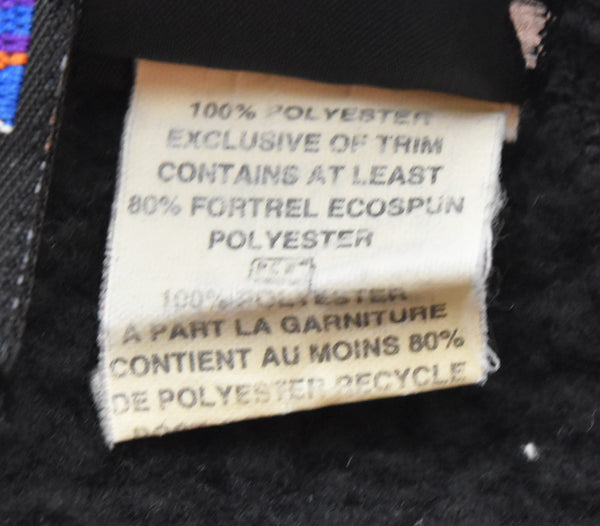 100% POLYESTER
EXCLUSIVE OF TRIM
CONTAINS AT LEAST
80% FORTREL ECOSPUN
POLYESTER
100% POLYESTER
A PART LA GARNITURE
CONTIENT AU MOINS 80%
DE POLYESTER RECYCLE